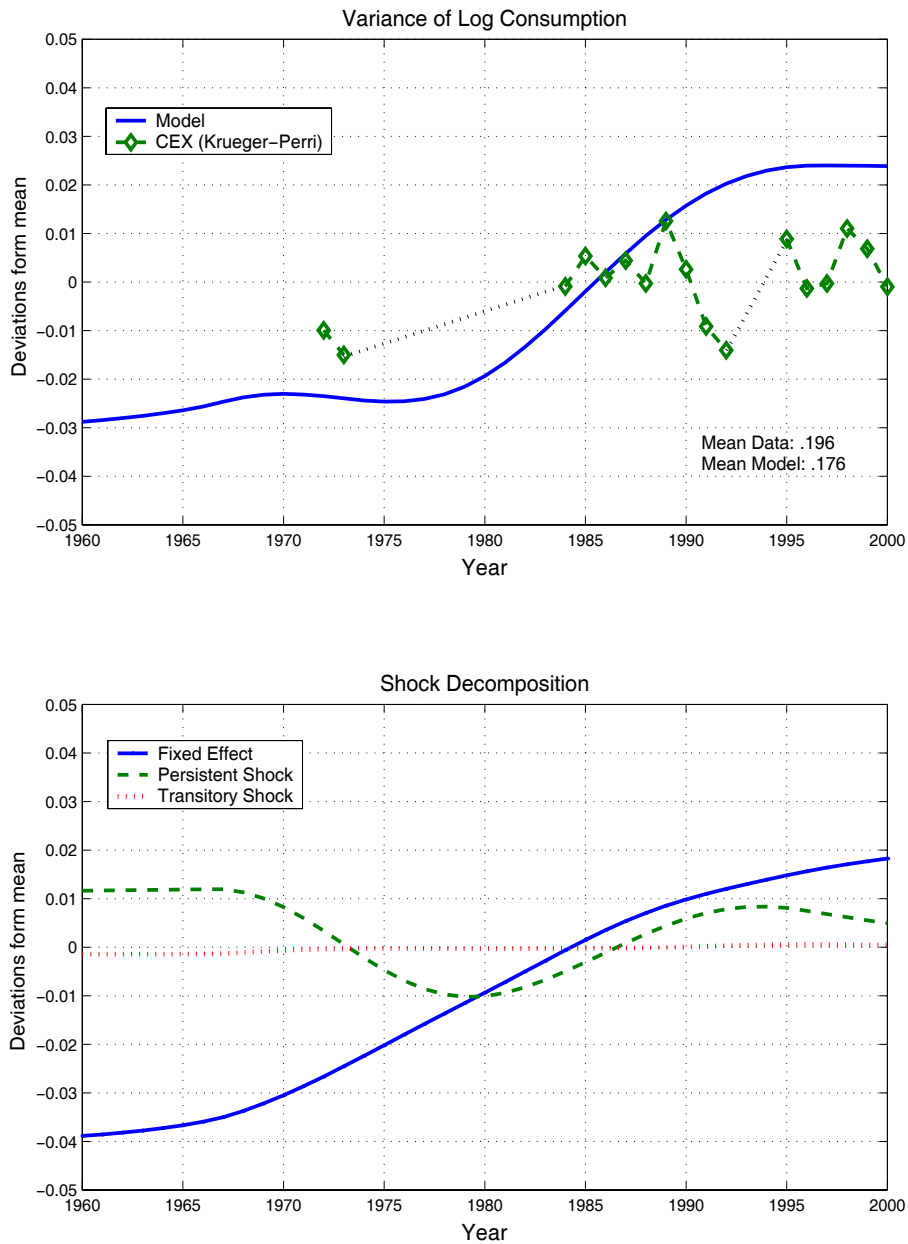 Variance of Log Consumption
0.05
0.04
0.03
0.02
0.01
0
−0.01
−0.02
−0.03
−0.04
−0.05
Deviations form mean
Model
CEX (Krueger−Perri)
Mean Data: .196
Mean Model: .176
1960 1965 1970 1975 1980 1985 1990 1995 2000
Year
Shock Decomposition
0.05
0.04
0.03
0.02
0.01
0
−0.01
−0.02
−0.03
−0.04
−0.05
Deviations form mean
Fixed Effect
Persistent Shock
Transitory Shock
1960 1965 1970 1975 1980 1985 1990 1995 2000
Year